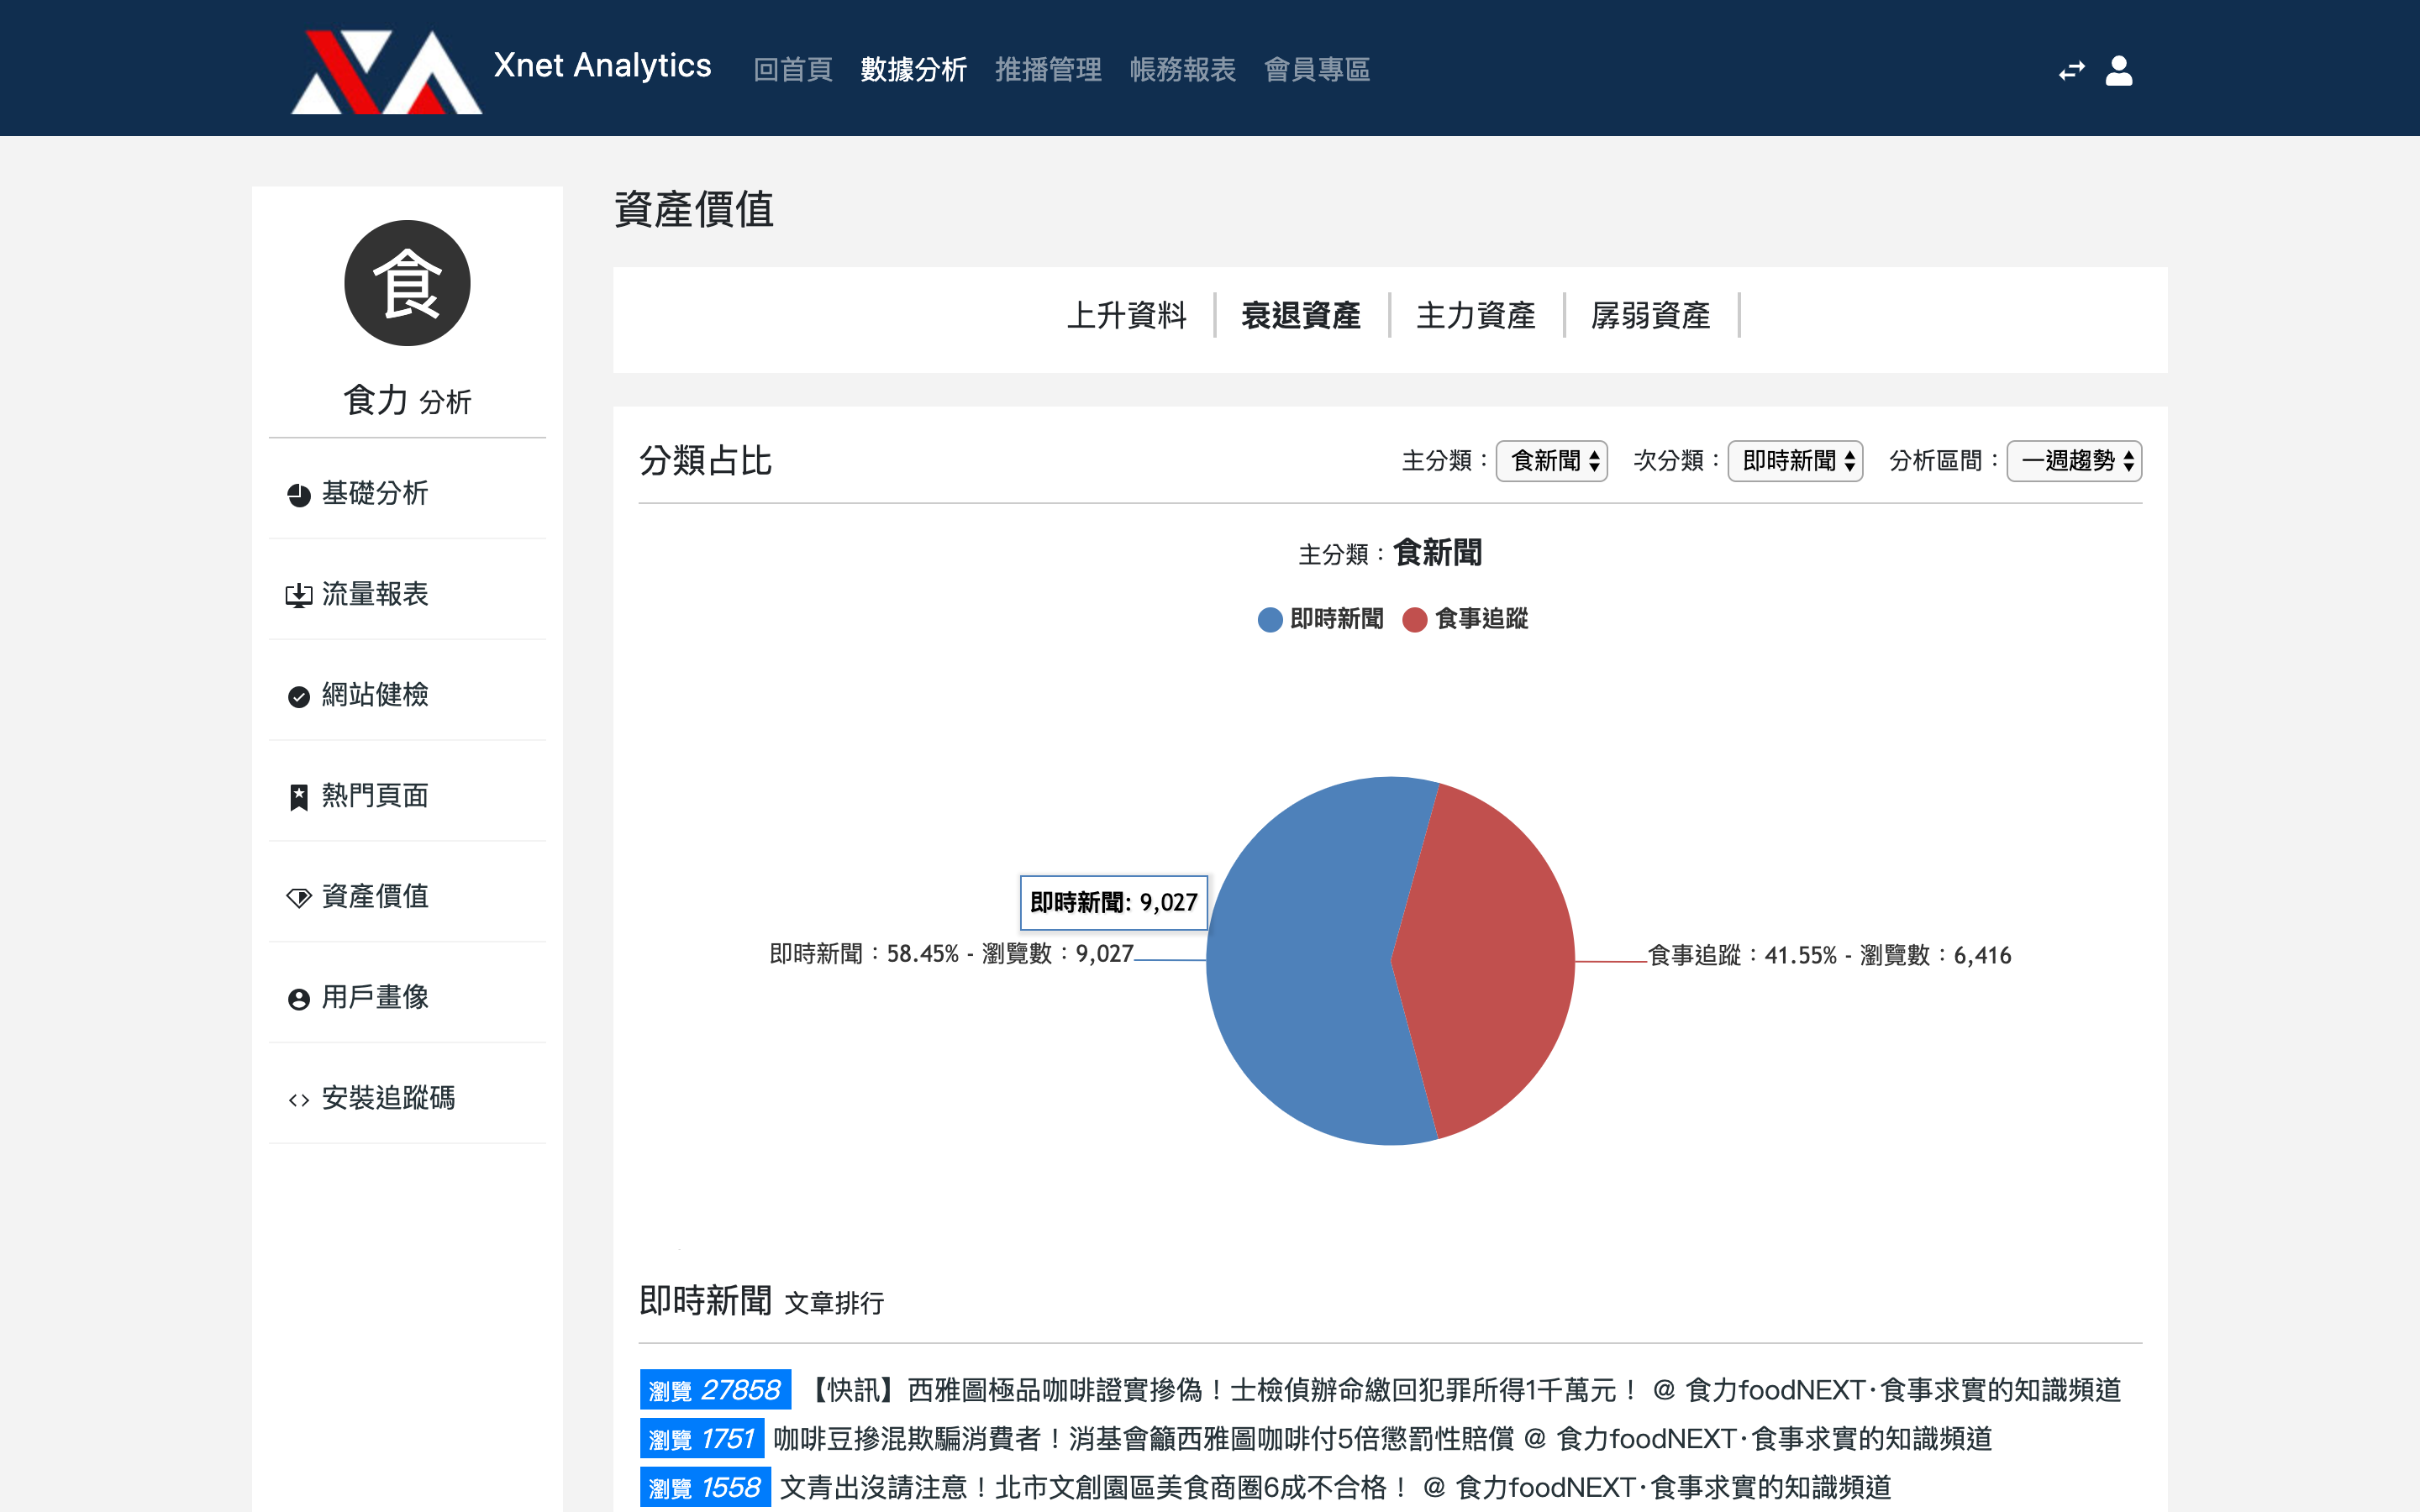 Xnet Analytics 回首頁 數據分析 推播管理 帳務報表 會員專區
食
食力 分析
基礎分析
流量報表
網站健檢
熱門頁面
資產價值
用戶畫像
安裝追蹤碼
資產價值
上升資料 衰退資產 主力資產 孱弱資產
分類占比 主分類： 食新聞 次分類： 即時新聞 分析區間： 一週趨勢
主分類：食新聞
即時新聞 食事追蹤
即時新聞: 9,027
即時新聞：58.45% - 瀏覽數：9,027
食事追蹤：41.55% - 瀏覽數：6,416
即時新聞 文章排行
瀏覽 27858 【快訊】西雅圖極品咖啡證實摻偽！士檢偵辦命繳回犯罪所得1千萬元！ @ 食力foodNEXT‧食事求實的知識頻道
瀏覽 1751 咖啡豆摻混欺騙消費者！消基會籲西雅圖咖啡付5倍懲罰性賠償 @ 食力foodNEXT‧食事求實的知識頻道
瀏覽 1558 文青出沒請注意！北市文創園區美食商圈6成不合格！ @ 食力foodNEXT‧食事求實的知識頻道